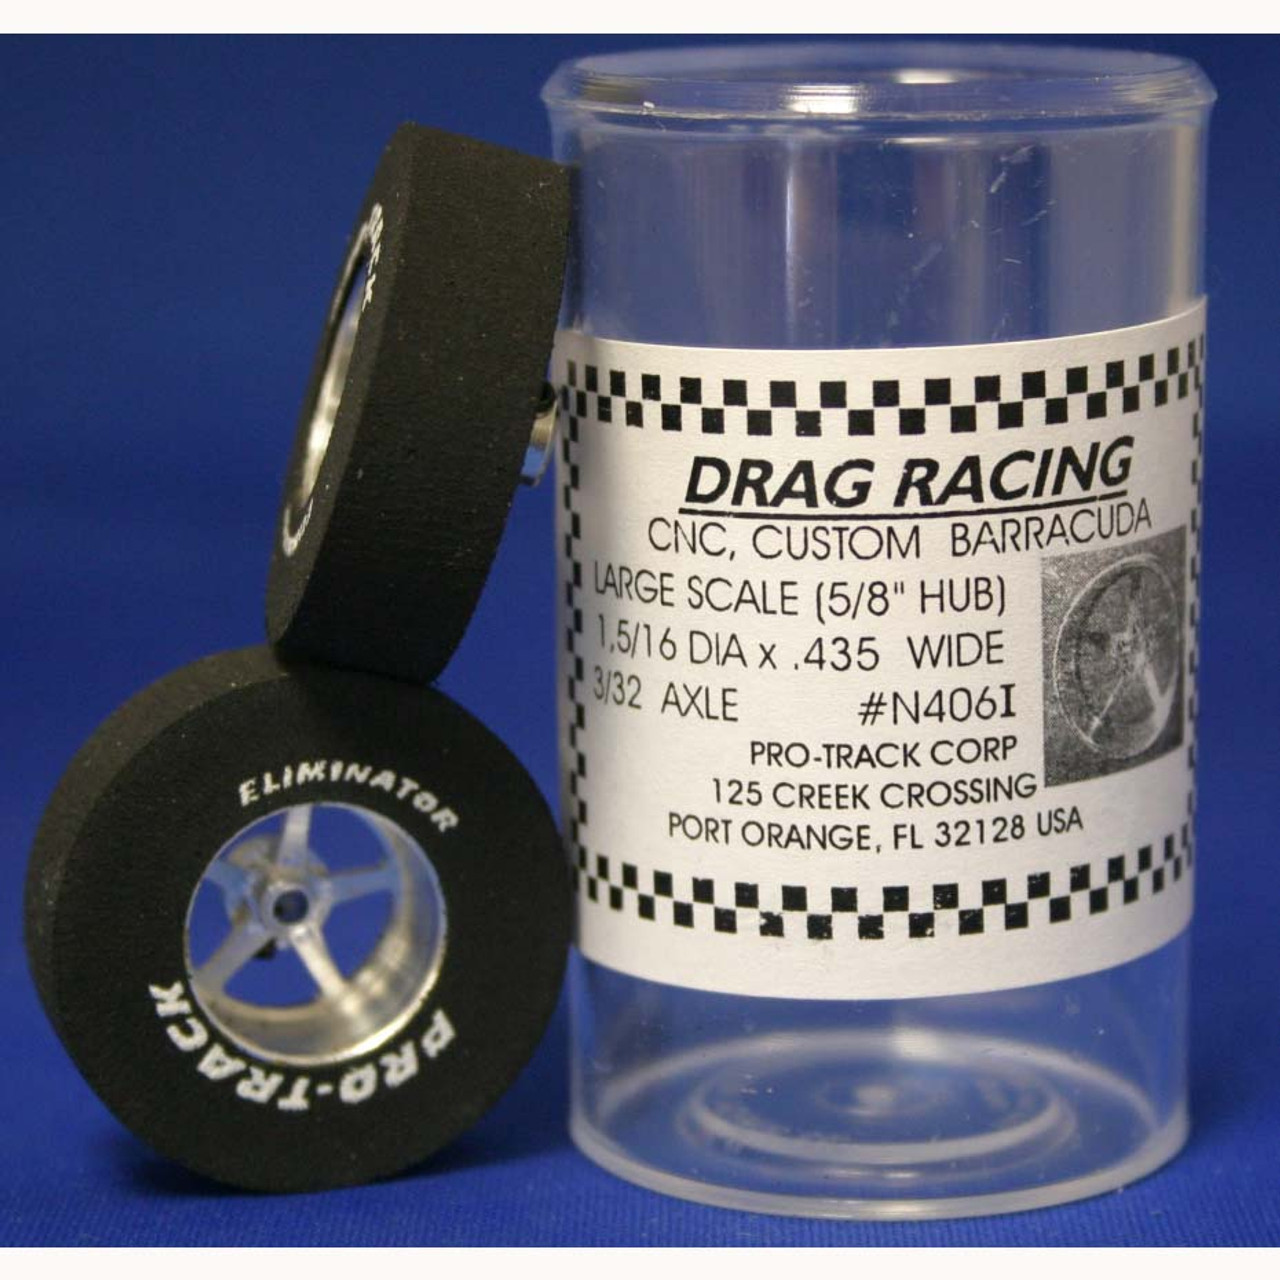 DRAG RACING
CNC, CUSTOM BARRACUDA
LARGE SCALE (5/8" HUB)
1,5/16 DIA x .435 WIDE
3/32 AXLE #N406I
PRO-TRACK CORP
125 CREEK CROSSING
PORT ORANGE, FL 32128 USA
ELIMINATOR
PRO-TRACK